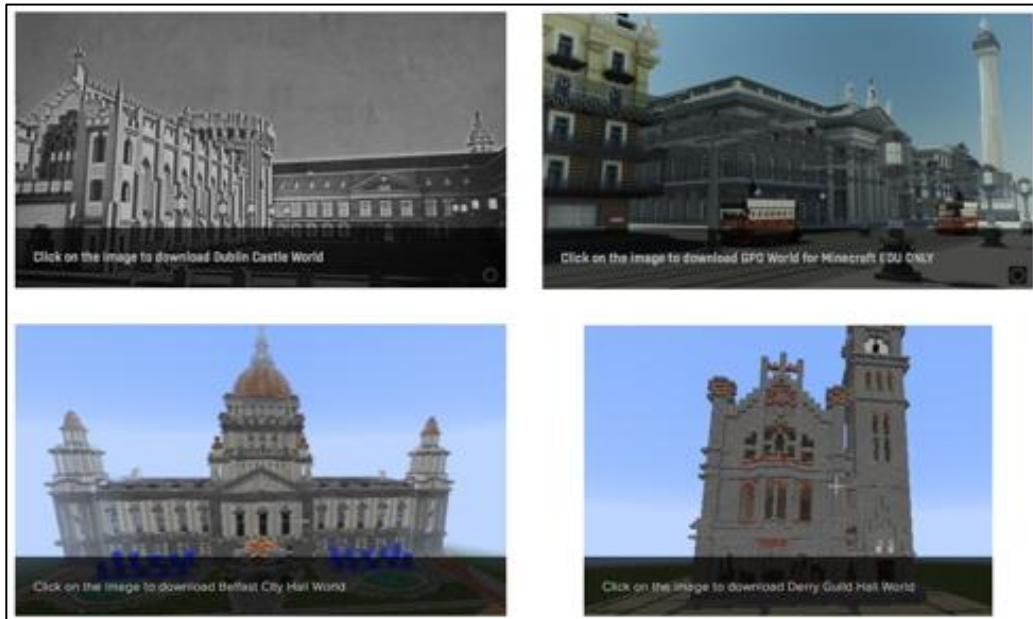 Click on the image to download Dublin Castle World
Click on the image to download GPO World for Minecraft EDU ONLY
Click on the image to download Belfast City Hall World
Click on the image to download Derry Guild Hall World